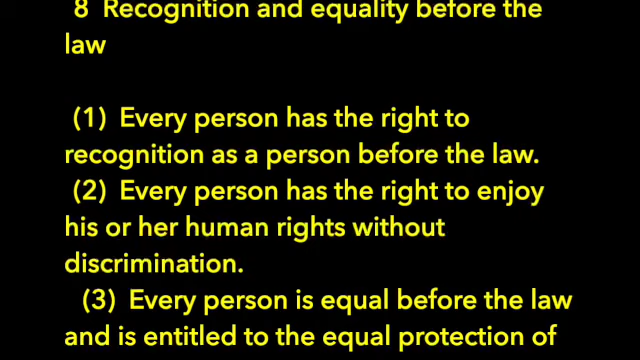 8 Recognition and equality before the
law
(1) Every person has the right to
recognition as a person before the law.
(2) Every person has the right to enjoy
his or her human rights without
discrimination.
(3) Every person is equal before the law
and is entitled to the equal protection of